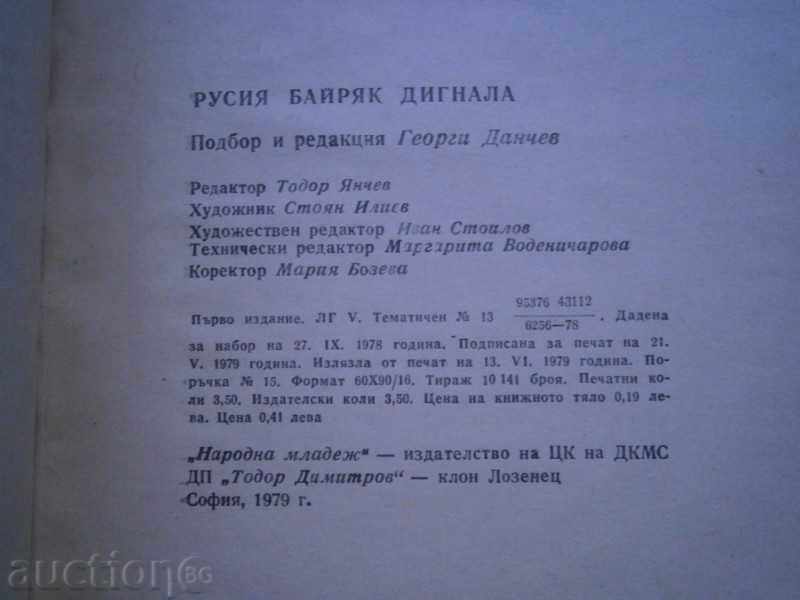 РУСИЯ БАЙРЯК ДИГНАЛА
Подбор и редакция Георги Данчев
Редактор Тодор Янчев
Художник Стоян Илиев
Художествен редактор Иван Стоилов
Технически редактор Маргарита Воденичарова
Коректор Мария Бозева
Първо издание. ЛГ V. Тематичен № 13 95376 43112 / 6256—78. Дадена
за набор на 27. IX. 1978 година. Подписана за печат на 21.
V. 1979 година. Излязла от печат на 13. VI. 1979 година. По-
ръчка № 15. Формат 60X90/16. Тираж 10 141 броя. Печатни ко-
ли 3,50. Издателски коли 3,50. Цена на книжното тяло 0,19 ле-
ва. Цена 0,41 лева
„Народна младеж“ — издателство на ЦК на ДКМС
ДП „Тодор Димитров“ — клон Лозенец
София, 1979 г.
auction BG